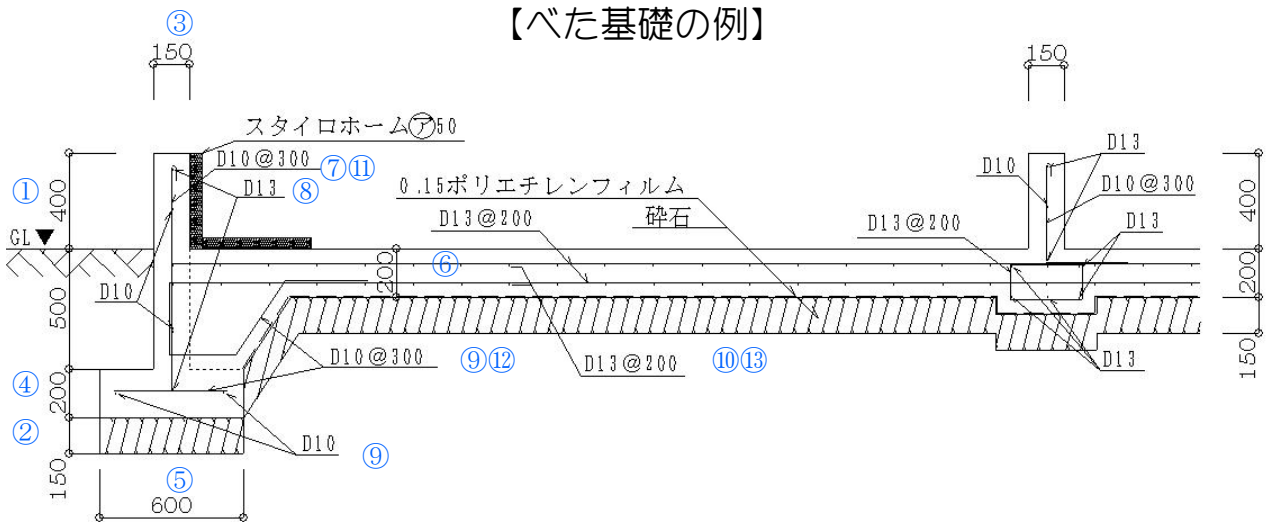 【べた基礎の例】
③
150
150
スタイロホーム㋐50
D10@300 ⑦⑪
D13 ⑧
0.15ポリエチレンフィルム
D13@200
砕石
D13
D10
D10@300
D13@200
D13
① 400
400
GL▼
200 ⑥
200
D10
500
D10@300 ⑨⑫
D13@200 ⑩⑬
D13
150
④ 200
②
D10 ⑨
150
⑤
600